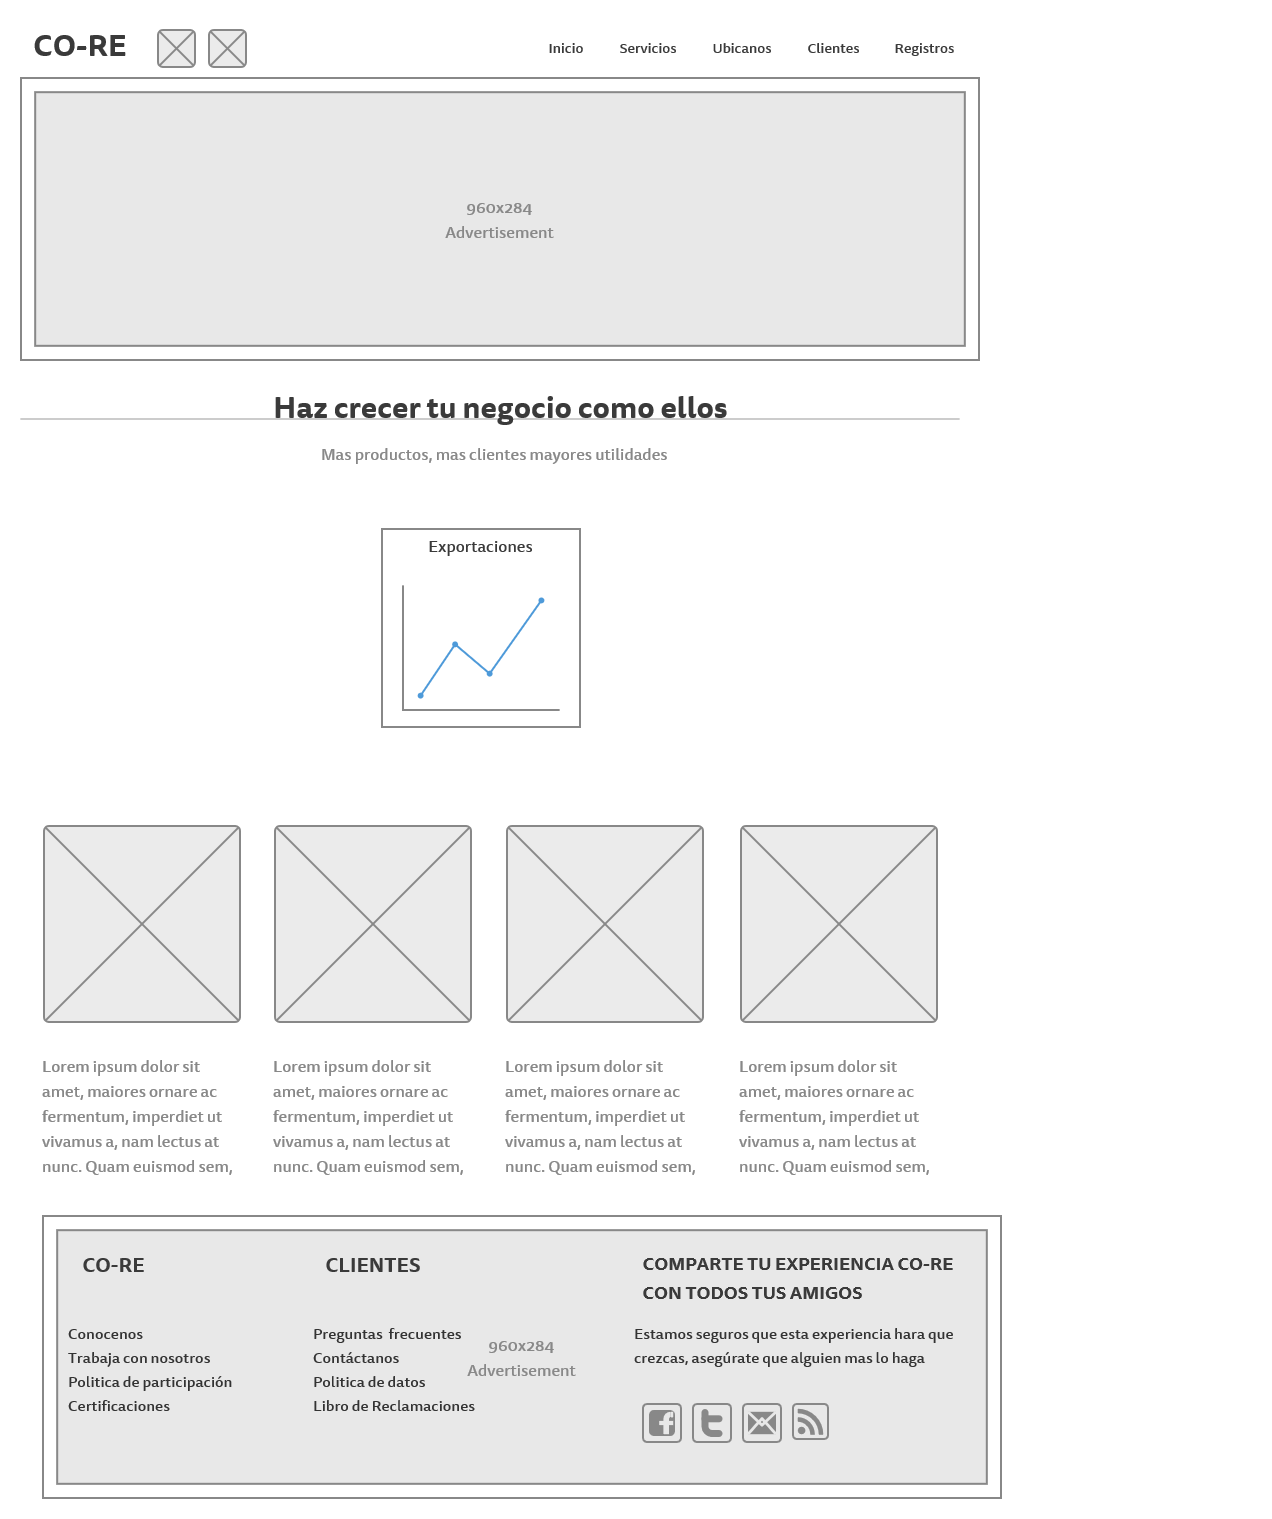 CO-RE
Inicio
Servicios
Ubicanos
Clientes
Registros
960x284
Advertisement
Haz crecer tu negocio como ellos
Mas productos, mas clientes mayores utilidades
Exportaciones
Lorem ipsum dolor sit
amet, maiores ornare ac
fermentum, imperdiet ut
vivamus a, nam lectus at
nunc. Quam euismod sem,
Lorem ipsum dolor sit
amet, maiores ornare ac
fermentum, imperdiet ut
vivamus a, nam lectus at
nunc. Quam euismod sem,
Lorem ipsum dolor sit
amet, maiores ornare ac
fermentum, imperdiet ut
vivamus a, nam lectus at
nunc. Quam euismod sem,
Lorem ipsum dolor sit
amet, maiores ornare ac
fermentum, imperdiet ut
vivamus a, nam lectus at
nunc. Quam euismod sem,
CO-RE
Conocenos
Trabaja con nosotros
Politica de participación
Certificaciones
CLIENTES
Preguntas  frecuentes
Contáctanos
Politica de datos
Libro de Reclamaciones
960x284
Advertisement
COMPARTE TU EXPERIENCIA CO-RE
CON TODOS TUS AMIGOS
Estamos seguros que esta experiencia hara que
crezcas, asegúrate que alguien mas lo haga